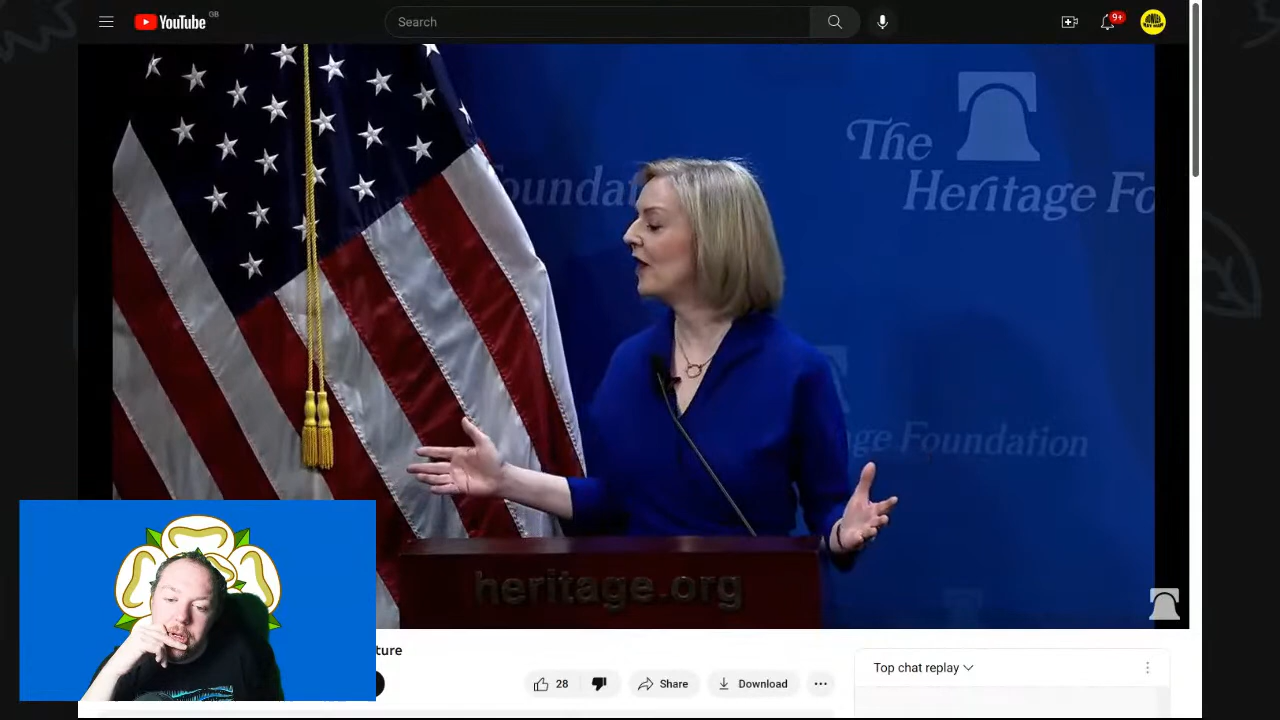 YouTube GB
Search
9+
The
Heritage Fo
Foundat
ge Foundation
heritage.org
ture
28
Share
Download
Top chat replay